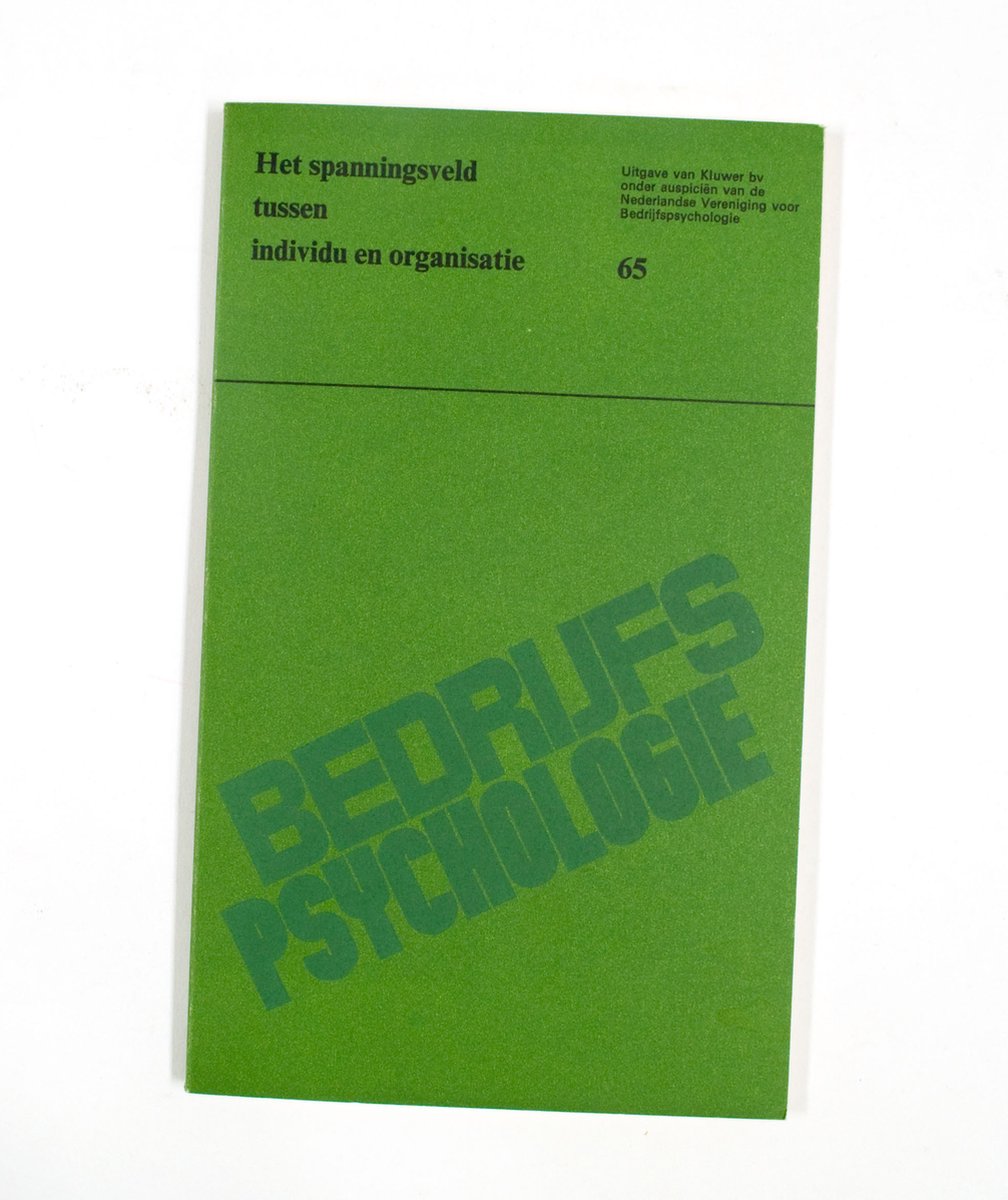 Het spanningsveld
tussen
individu en organisatie
Uitgave van Kluwer bv
onder auspiciën van de
Nederlandse Vereniging voor
Bedrijfspsychologie
65
BEDRIJFS
PSYCHOLOGIE